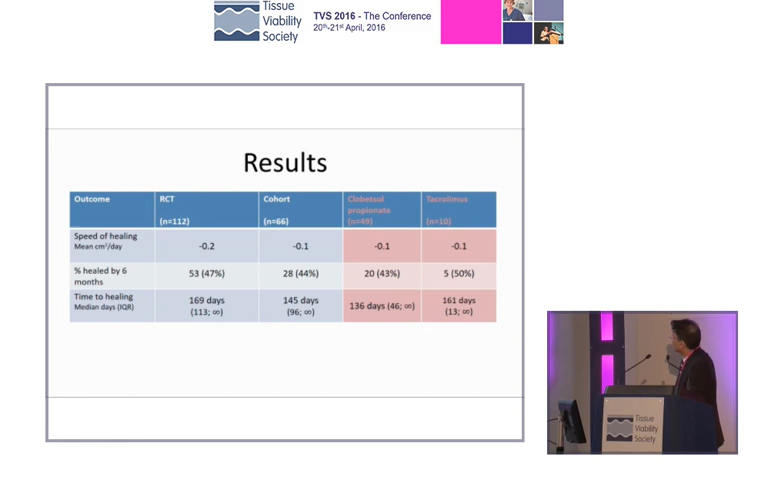 Tissue
Viability
Society
TVS 2016 - The Conference
20th-21st April, 2016
Results
Outcome
RCT
(n=112)
Cohort
(n=66)
Clobetsol
propionate
(n=49)
Tacrolimus
(n=10)
Speed of healing
Mean cm²/day
-0.2
-0.1
-0.1
-0.1
% healed by 6
months
53 (47%)
28 (44%)
20 (43%)
5 (50%)
Time to healing
Median days (IQR)
169 days
(113; ∞)
145 days
(96; ∞)
136 days (46; ∞)
161 days
(13; ∞)
Tissue
Viability
Society